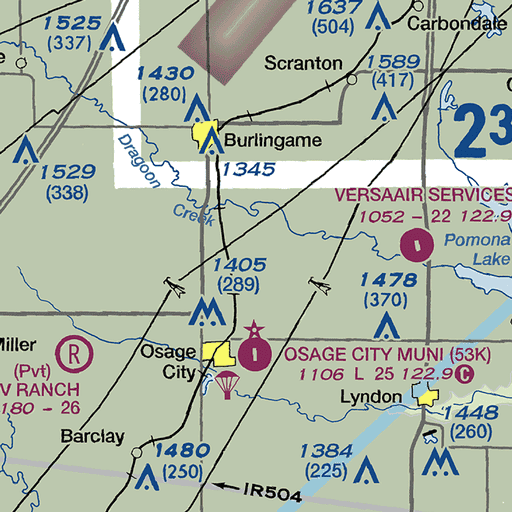 1525
(337)
1637
(504)
Carbondale
Scranton
1589
(417)
1430
(280)
23
Burlingame
1345
Dragoon
Creek
1529
(338)
VERSAAIR SERVICES
1052 - 22 122.9
Pomona
Lake
1405
(289)
1478
(370)
Miller
R
(Pvt)
V RANCH
180 - 26
Osage
City
OSAGE CITY MUNI (53K)
1106 L 25 122.9 C
Lyndon
1448
(260)
Barclay
1480
(250)
1384
(225)
IR504